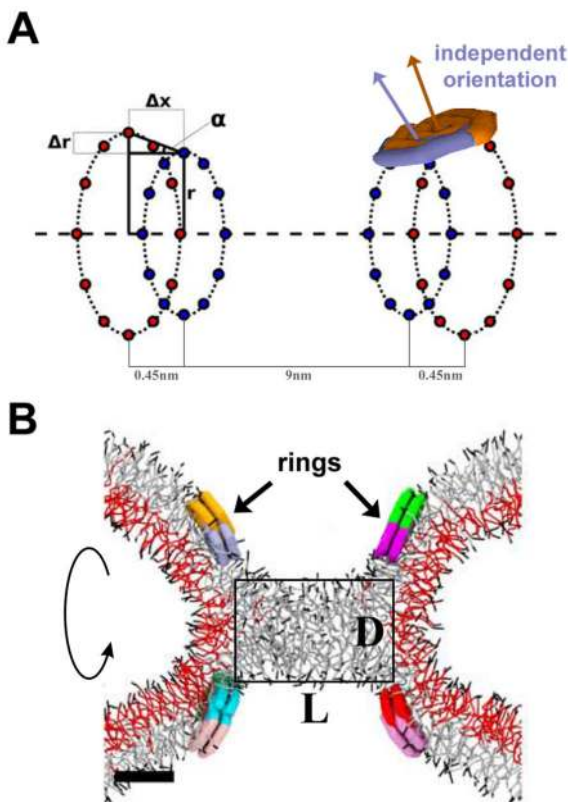 A
independent
orientation
Δx
α
Δr
r
0.45nm
9nm
0.45nm
B
rings
D
L